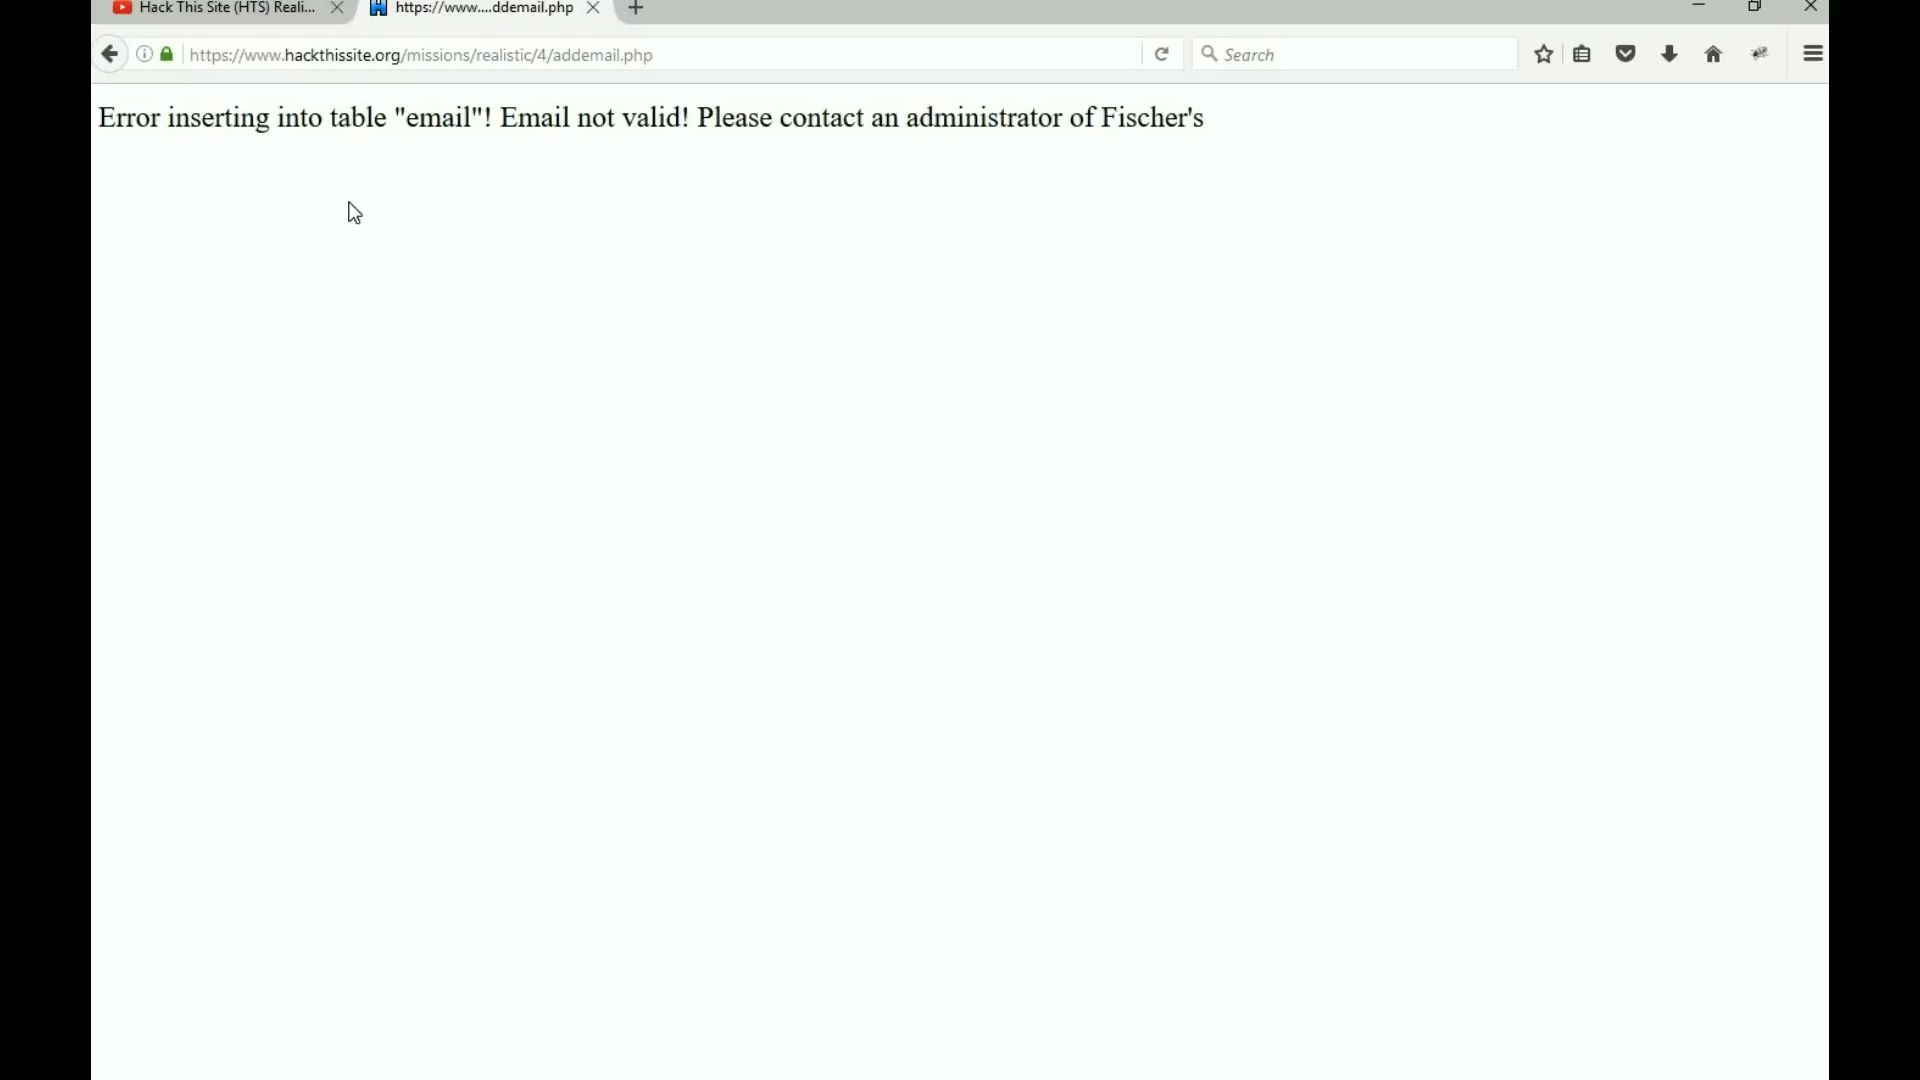 Hack This Site (HTS) Reali...
https://www....ddemail.php
https://www.hackthissite.org/missions/realistic/4/addemail.php
Search
Error inserting into table "email"! Email not valid! Please contact an administrator of Fischer's